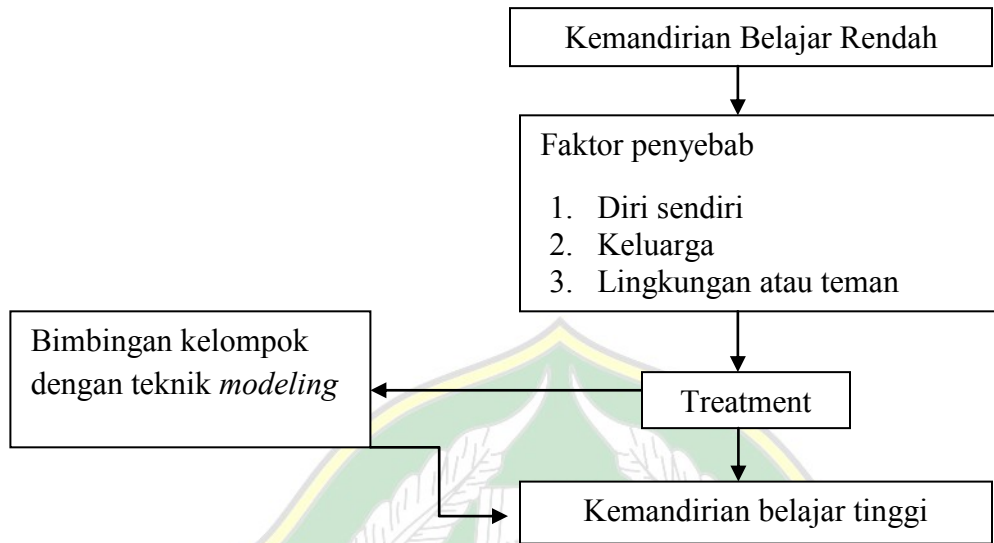 Kemandirian Belajar Rendah
Faktor penyebab
1. Diri sendiri
2. Keluarga
3. Lingkungan atau teman
Bimbingan kelompok
dengan teknik modeling
Treatment
Kemandirian belajar tinggi